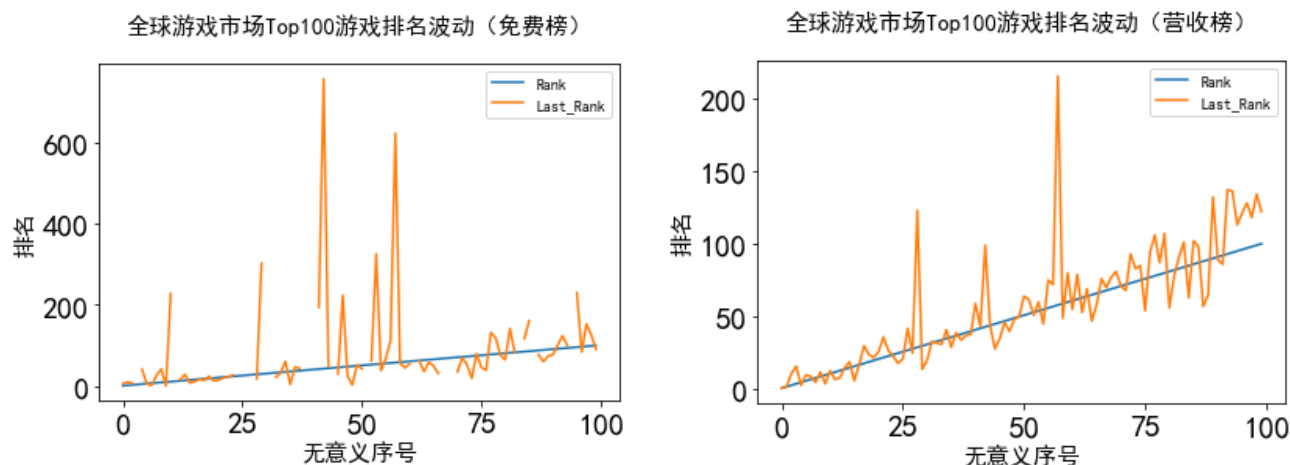 全球游戏市场Top100游戏排名波动（免费榜）
Rank
Last_Rank
600
400
200
0
排名
0 25 50 75 100
无意义序号
全球游戏市场Top100游戏排名波动（营收榜）
Rank
Last_Rank
200
150
100
50
0
排名
0 25 50 75 100
无意义序号